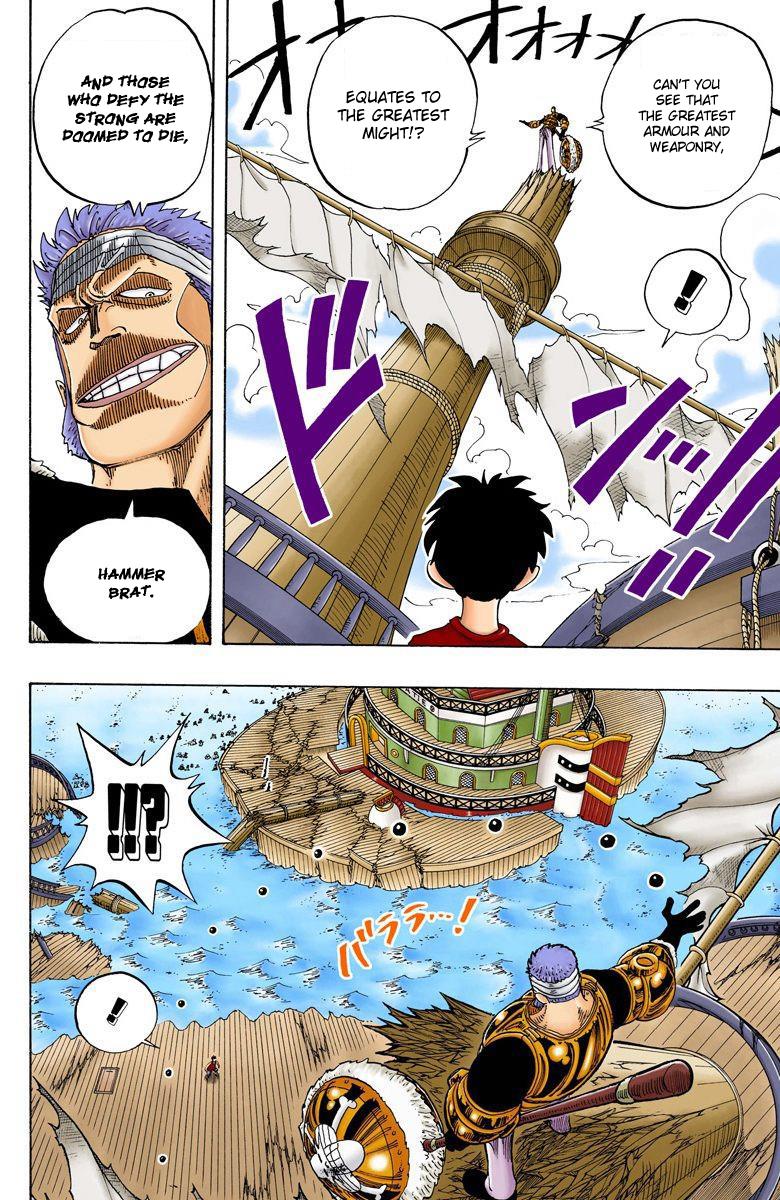 CAN'T YOU
SEE THAT
THE GREATEST
ARMOUR AND
WEAPONRY,
EQUATES TO
THE GREATEST
MIGHT!?
!
ドン!!
AND THOSE
WHO DEFY THE
STRONG ARE
DOOMED TO DIE,
HAMMER
BRAT.
!!?
バララ…!
!